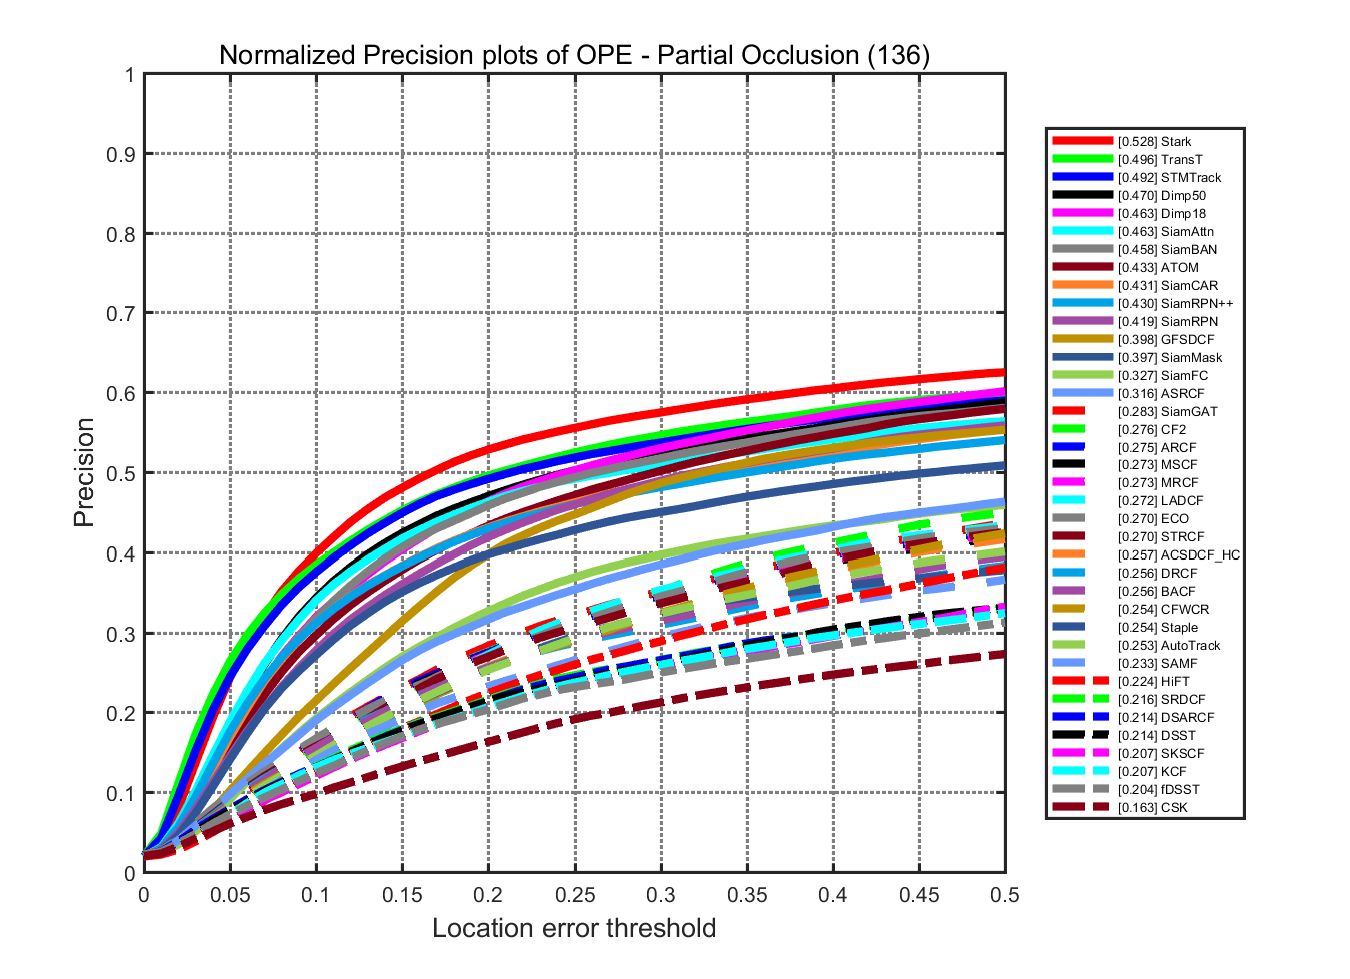 Normalized Precision plots of OPE - Partial Occlusion (136)
1
0.9
0.8
0.7
0.6
0.5
0.4
0.3
0.2
0.1
0
Precision
0 0.05 0.1 0.15 0.2 0.25 0.3 0.35 0.4 0.45 0.5
Location error threshold
[0.528] Stark
[0.496] TransT
[0.492] STMTrack
[0.470] Dimp50
[0.463] Dimp18
[0.463] SiamAttn
[0.458] SiamBAN
[0.433] ATOM
[0.431] SiamCAR
[0.430] SiamRPN++
[0.419] SiamRPN
[0.398] GFSDCF
[0.397] SiamMask
[0.327] SiamFC
[0.316] ASRCF
[0.283] SiamGAT
[0.276] CF2
[0.275] ARCF
[0.273] MSCF
[0.273] MRCF
[0.272] LADCF
[0.270] ECO
[0.270] STRCF
[0.257] ACSDCF_HC
[0.256] DRCF
[0.256] BACF
[0.254] CFWCR
[0.254] Staple
[0.253] AutoTrack
[0.233] SAMF
[0.224] HiFT
[0.216] SRDCF
[0.214] DSARCF
[0.214] DSST
[0.207] SKSCF
[0.207] KCF
[0.204] fDSST
[0.163] CSK